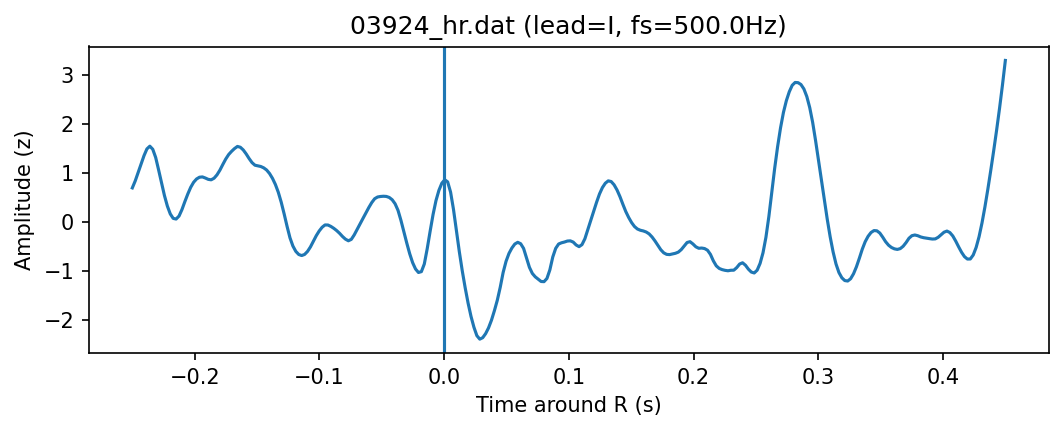 03924_hr.dat (lead=I, fs=500.0Hz)
Amplitude (z)
3
2
1
0
−1
−2
−0.2 −0.1 0.0 0.1 0.2 0.3 0.4
Time around R (s)